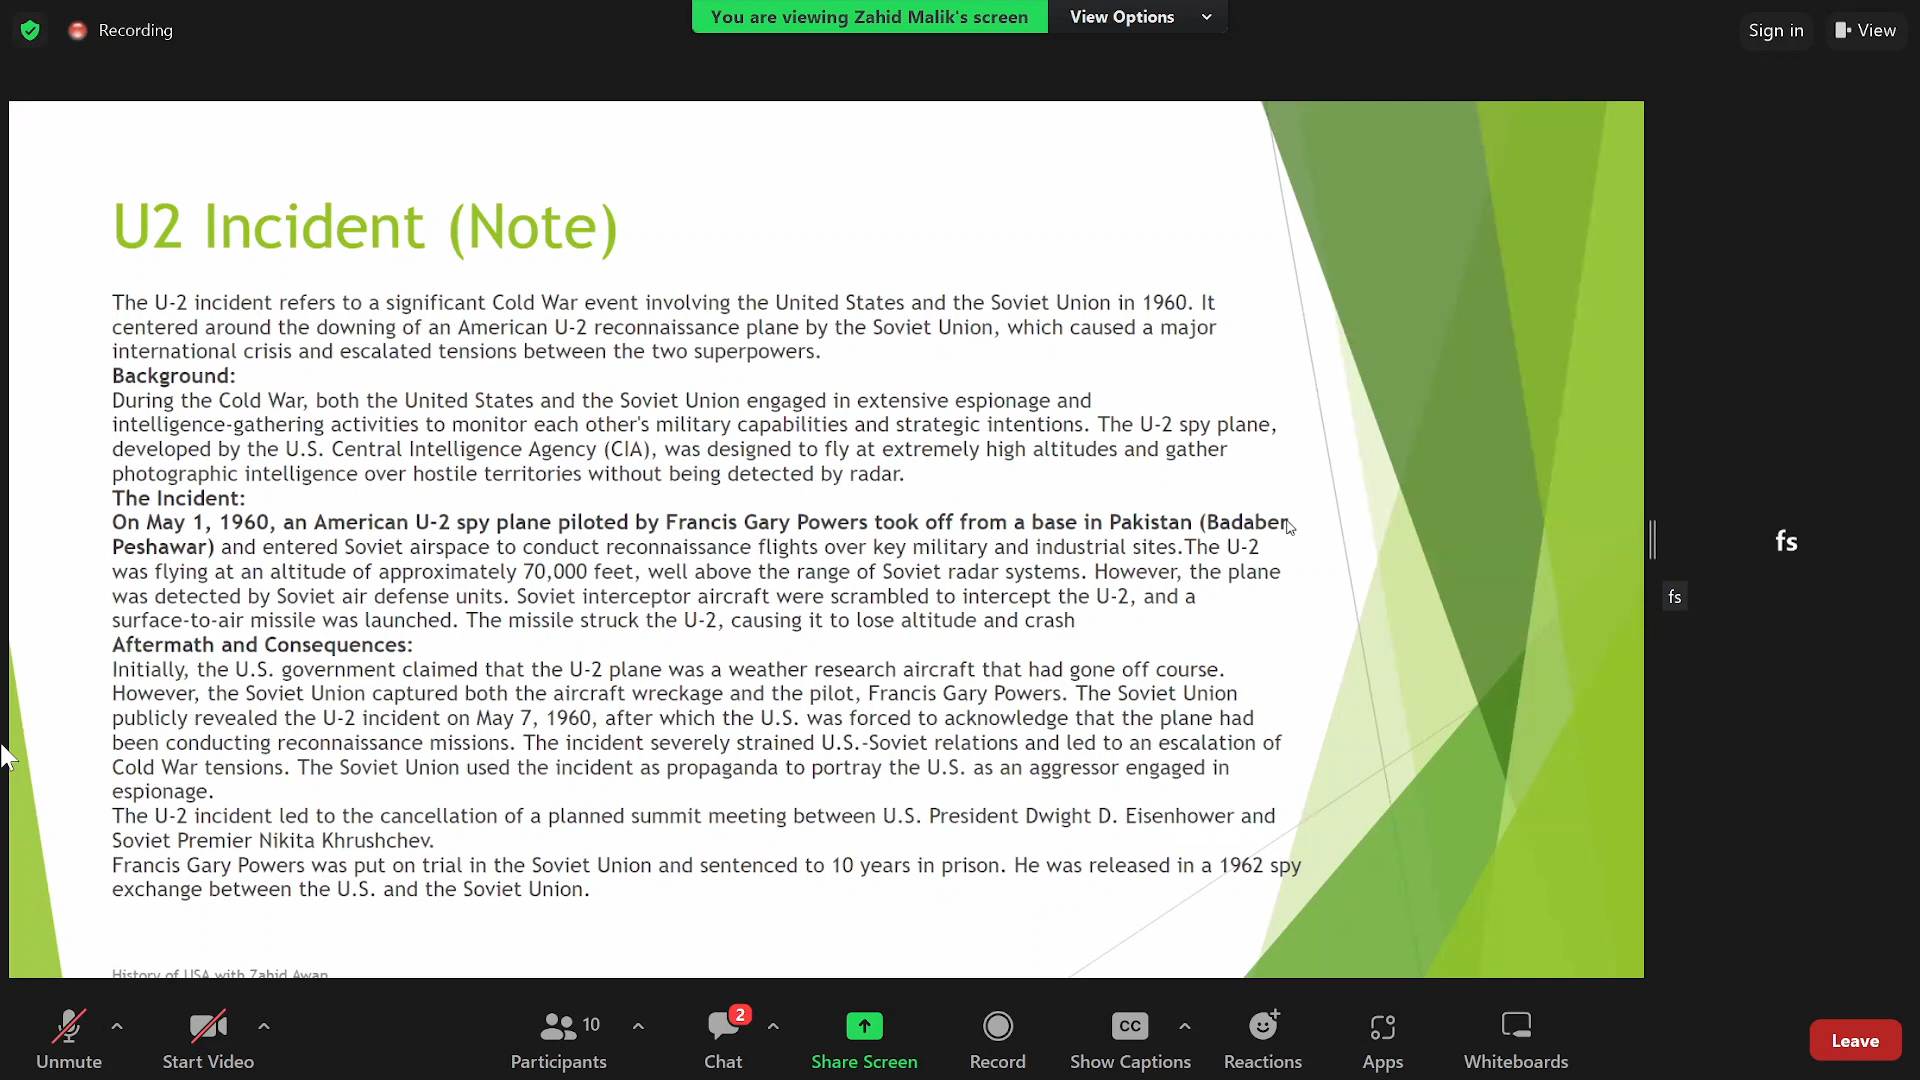 Recording
You are viewing Zahid Malik's screen
View Options
Sign in
View
U2 Incident (Note)
The U-2 incident refers to a significant Cold War event involving the United States and the Soviet Union in 1960. It
centered around the downing of an American U-2 reconnaissance plane by the Soviet Union, which caused a major
international crisis and escalated tensions between the two superpowers.
Background:
During the Cold War, both the United States and the Soviet Union engaged in extensive espionage and
intelligence-gathering activities to monitor each other's military capabilities and strategic intentions. The U-2 spy plane,
developed by the U.S. Central Intelligence Agency (CIA), was designed to fly at extremely high altitudes and gather
photographic intelligence over hostile territories without being detected by radar.
The Incident:
On May 1, 1960, an American U-2 spy plane piloted by Francis Gary Powers took off from a base in Pakistan (Badaber
Peshawar) and entered Soviet airspace to conduct reconnaissance flights over key military and industrial sites.The U-2
was flying at an altitude of approximately 70,000 feet, well above the range of Soviet radar systems. However, the plane
was detected by Soviet air defense units. Soviet interceptor aircraft were scrambled to intercept the U-2, and a
surface-to-air missile was launched. The missile struck the U-2, causing it to lose altitude and crash
Aftermath and Consequences:
Initially, the U.S. government claimed that the U-2 plane was a weather research aircraft that had gone off course.
However, the Soviet Union captured both the aircraft wreckage and the pilot, Francis Gary Powers. The Soviet Union
publicly revealed the U-2 incident on May 7, 1960, after which the U.S. was forced to acknowledge that the plane had
been conducting reconnaissance missions. The incident severely strained U.S.-Soviet relations and led to an escalation of
Cold War tensions. The Soviet Union used the incident as propaganda to portray the U.S. as an aggressor engaged in
espionage.
The U-2 incident led to the cancellation of a planned summit meeting between U.S. President Dwight D. Eisenhower and
Soviet Premier Nikita Khrushchev.
Francis Gary Powers was put on trial in the Soviet Union and sentenced to 10 years in prison. He was released in a 1962 spy
exchange between the U.S. and the Soviet Union.
History of USA with Zahid Awan
fs
fs
Unmute
Start Video
10
Participants
2
Chat
Share Screen
Record
CC
Show Captions
Reactions
Apps
Whiteboards
Leave